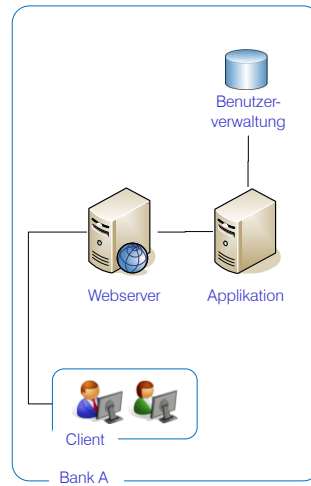 Benutzer-
verwaltung
Webserver
Applikation
Client
Bank A